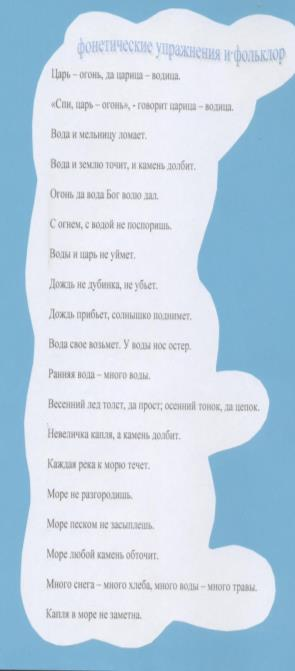 фонетические упражнения и фольклор
Царь – огонь, да царица – водица.
«Спи, царь – огонь», - говорит царица – водица.
Вода и мельницу ломает.
Вода и землю точит, и камень долбит.
Огонь да вода Бог волю дал.
С огнем, с водой не поспоришь.
Воды и царь не уймет.
Дождь не дубинка, не убьет.
Дождь прибьет, солнышко поднимет.
Вода свое возьмет. У воды нос остер.
Ранняя вода – много воды.
Весенний лед толст, да прост; осенний тонок, да цепок.
Невеличка капля, а камень долбит.
Каждая река к морю течет.
Море не разгородишь.
Море песком не засыплешь.
Море любой камень обточит.
Много снега – много хлеба, много воды – много травы.
Капля в море не заметна.